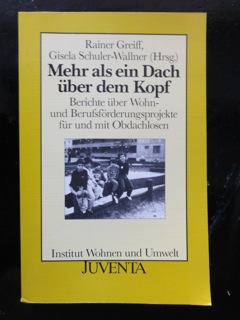 Rainer Greiff,
Gisela Schuler-Wallner (Hrsg.)
Mehr als ein Dach
über dem Kopf
Berichte über Wohn-
und Berufsförderungsprojekte
für und mit Obdachlosen
Institut Wohnen und Umwelt
JUVENTA